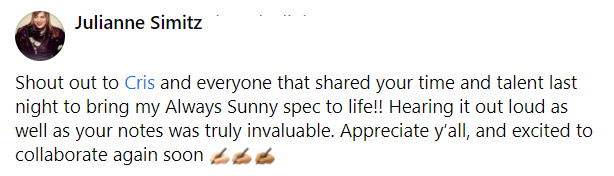 Julianne Simitz
Shout out to Cris and everyone that shared your time and talent last
night to bring my Always Sunny spec to life!! Hearing it out loud as
well as your notes was truly invaluable. Appreciate y’all, and excited to
collaborate again soon ✍🏼✍🏽✍🏾